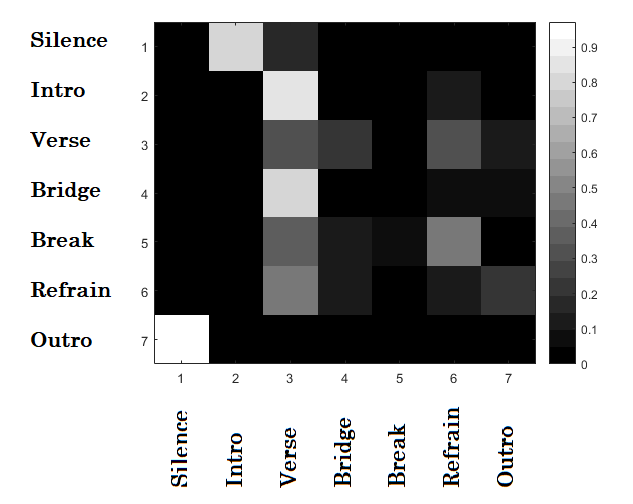 Silence 1
Intro 2
Verse 3
Bridge 4
Break 5
Refrain 6
Outro 7
1 2 3 4 5 6 7
Silence Intro Verse Bridge Break Refrain Outro
0.9
0.8
0.7
0.6
0.5
0.4
0.3
0.2
0.1
0